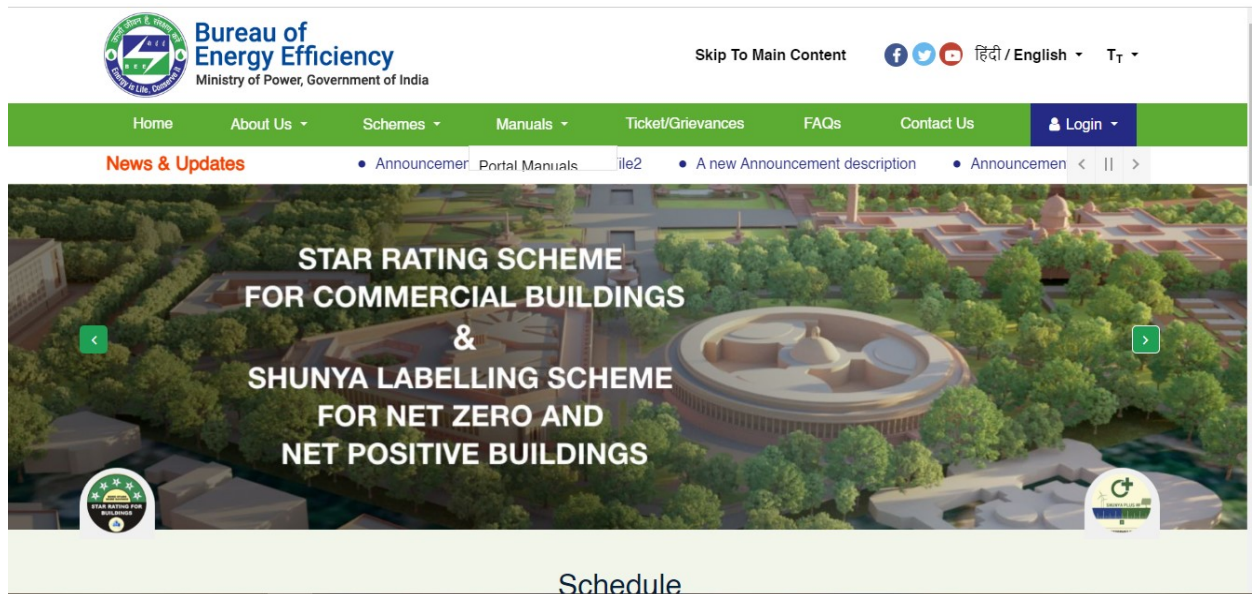 Bureau of
Energy Efficiency
Ministry of Power, Government of India
Skip To Main Content
हिंदी / English
TT
Home About Us Schemes Manuals Ticket/Grievances FAQs Contact Us Login
News & Updates
Announcemen
Portal Manuals
file2
A new Announcement description
Announcemen
STAR RATING SCHEME
FOR COMMERCIAL BUILDINGS
&
SHUNYA LABELLING SCHEME
FOR NET ZERO AND
NET POSITIVE BUILDINGS
STAR RATING FOR
BUILDINGS
Schedule